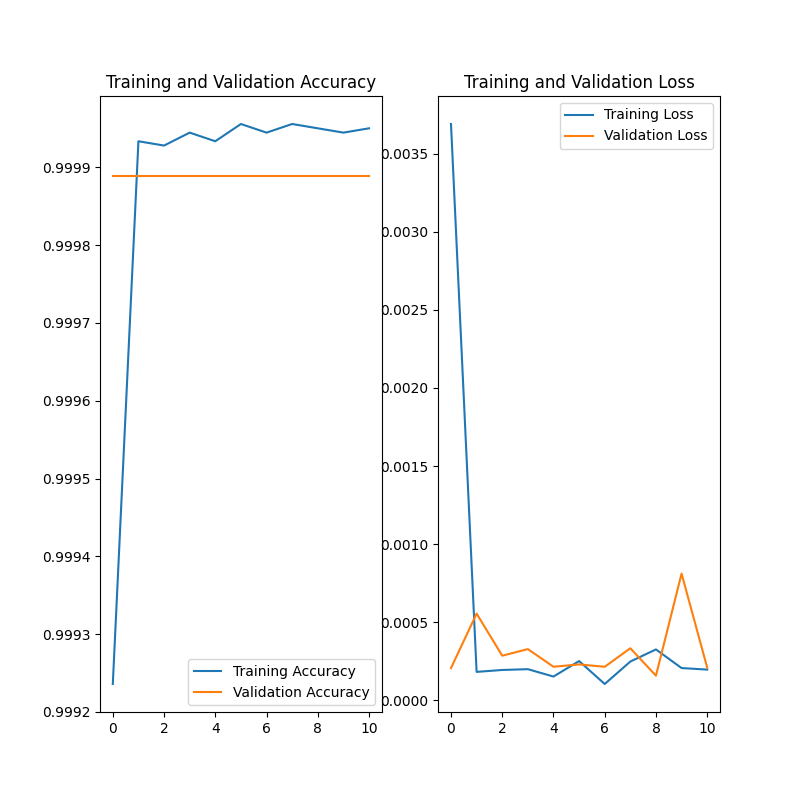 Training and Validation Accuracy
0.9999
0.9998
0.9997
0.9996
0.9995
0.9994
0.9993
0.9992
0 2 4 6 8 10
Training Accuracy
Validation Accuracy
Training and Validation Loss
0.0035
0.0030
0.0025
0.0020
0.0015
0.0010
0.0005
0.0000
0 2 4 6 8 10
Training Loss
Validation Loss